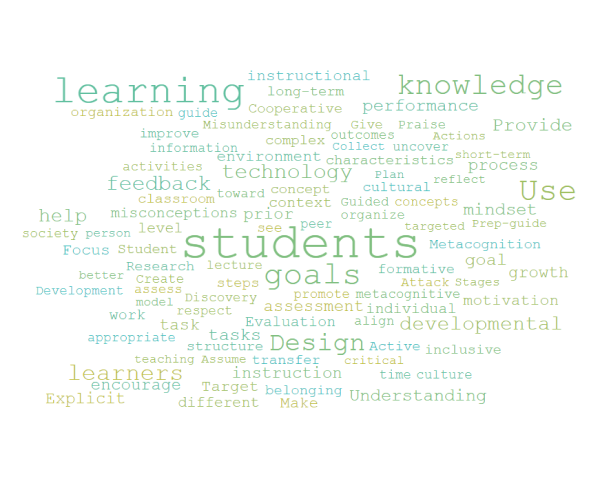 instructional
learning
long-term
knowledge
organization guide Cooperative performance
Misunderstanding Give Praise Provide
improve complex outcomes Actions
information Collect uncover
environment characteristics short-term
activities technology Plan process
feedback cultural reflect
classroom toward concept Use
context Guided concepts
help misconceptions prior organize mindset
society person level see peer targeted Prep-guide
students
Focus Student Metacognition
Research lecture goals formative goal growth
better Create steps Attack Stages
Development assess promote metacognitive motivation
model Discovery
work respect assessment individual
task Evaluation align developmental
appropriate tasks
structure Design Active inclusive
teaching Assume transfer critical
learners instruction time culture
encourage Target belonging
Explicit different Make Understanding